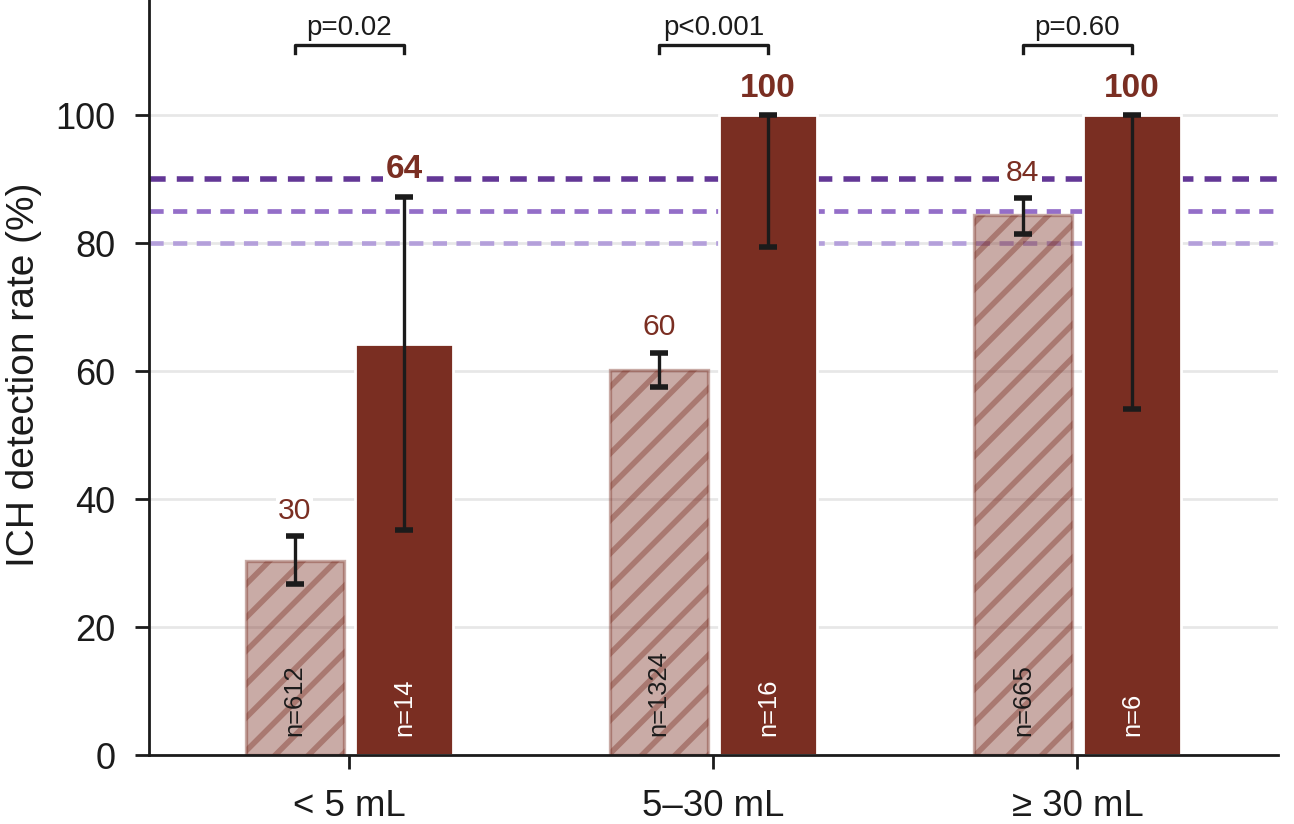 p=0.02
p<0.001
p=0.60
100
100
64
84
60
30
ICH detection rate (%)
100
80
60
40
20
0
n=612
n=14
n=1324
n=16
n=665
n=6
< 5 mL
5–30 mL
≥ 30 mL